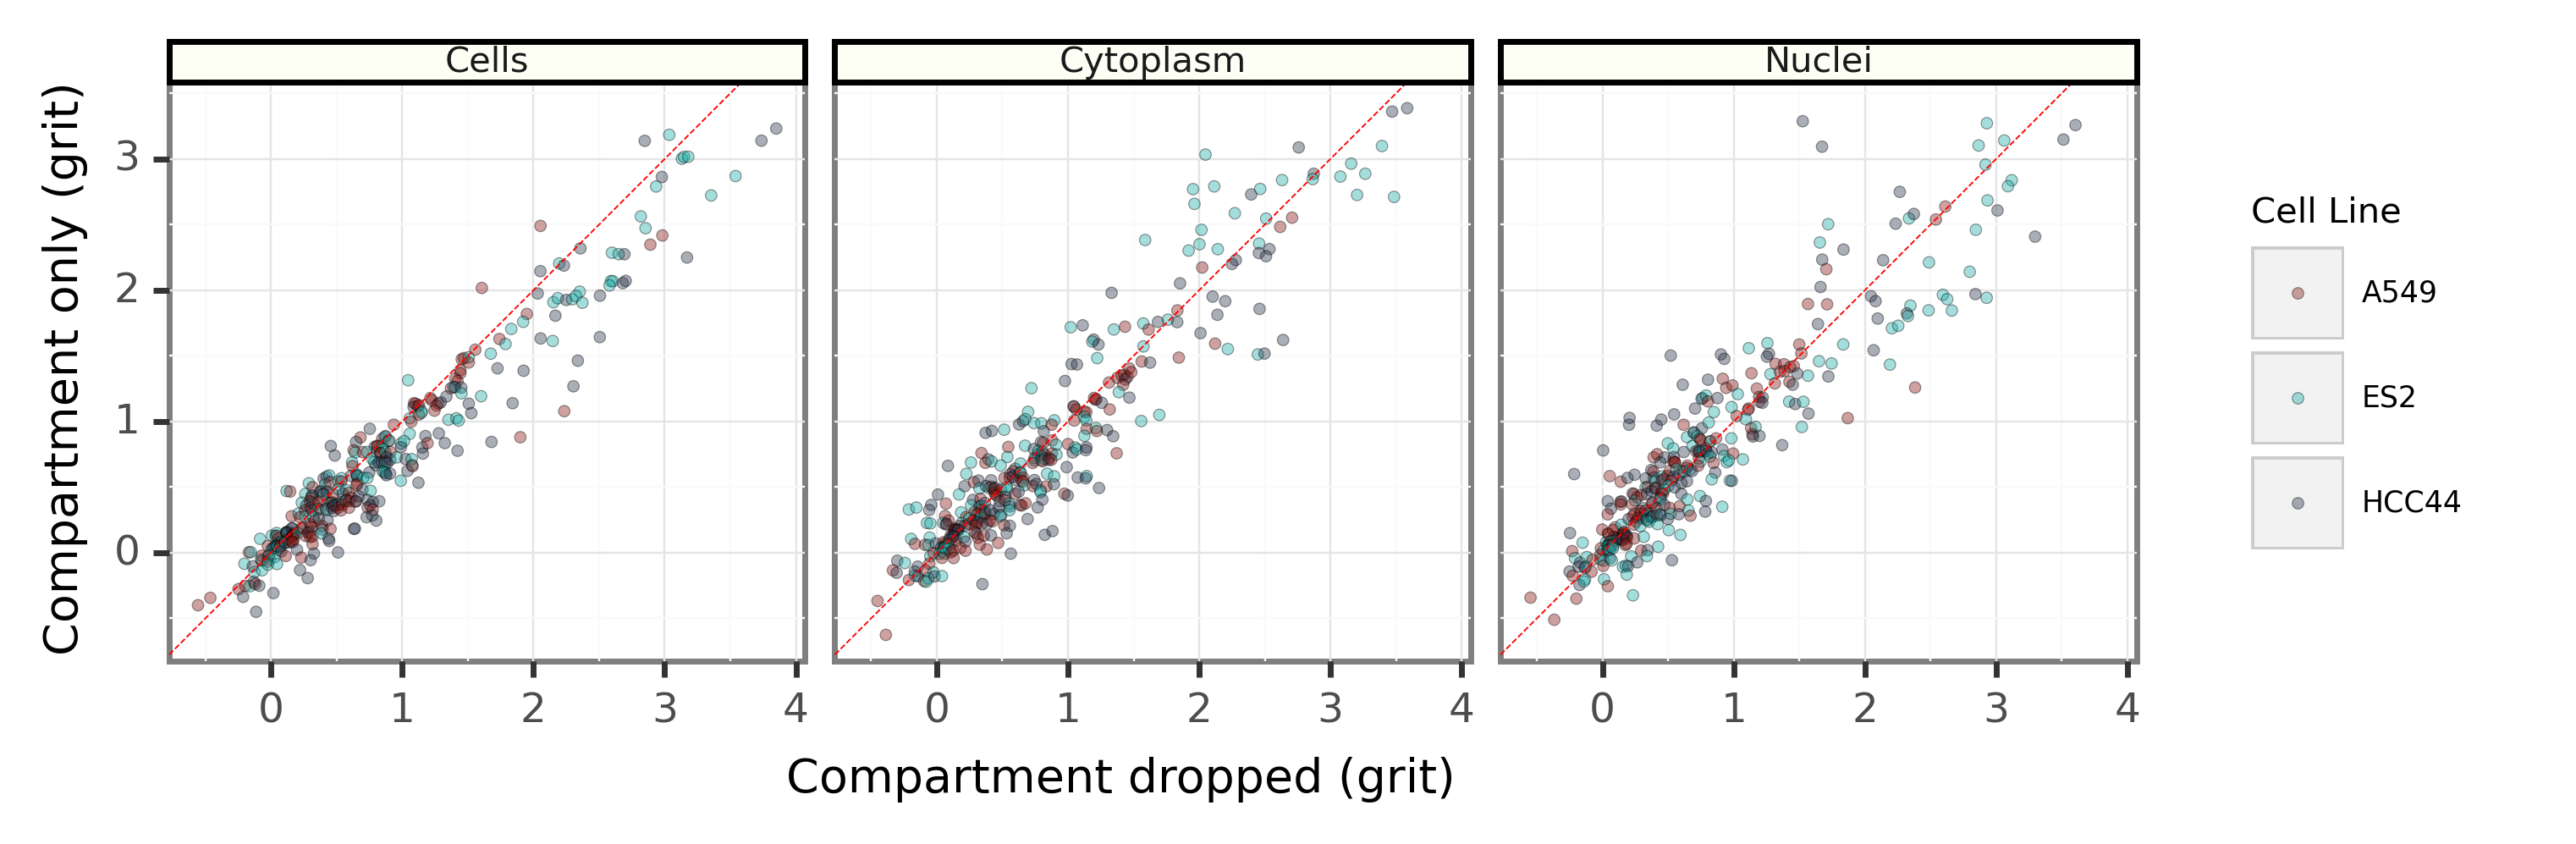 Cells Cytoplasm Nuclei
Compartment only (grit)
3
2
1
0
0 1 2 3 4 0 1 2 3 4 0 1 2 3 4
Compartment dropped (grit)
Cell Line
A549
ES2
HCC44